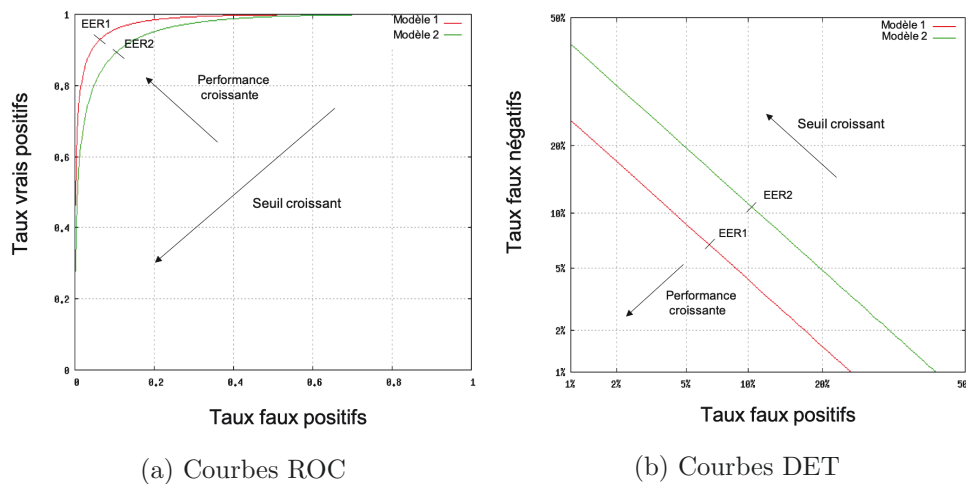 1
0.8
0.6
0.4
0.2
0
0
0.2
0.4
0.6
0.8
1
Taux vrais positifs
Taux faux positifs
EER1
EER2
Modèle 1
Modèle 2
Performance
croissante
Seuil croissant
(a) Courbes ROC
50%
20%
10%
5%
2%
1%
1%
2%
5%
10%
20%
50
Taux faux négatifs
Taux faux positifs
Modèle 1
Modèle 2
Seuil croissant
EER2
EER1
Performance
croissante
(b) Courbes DET